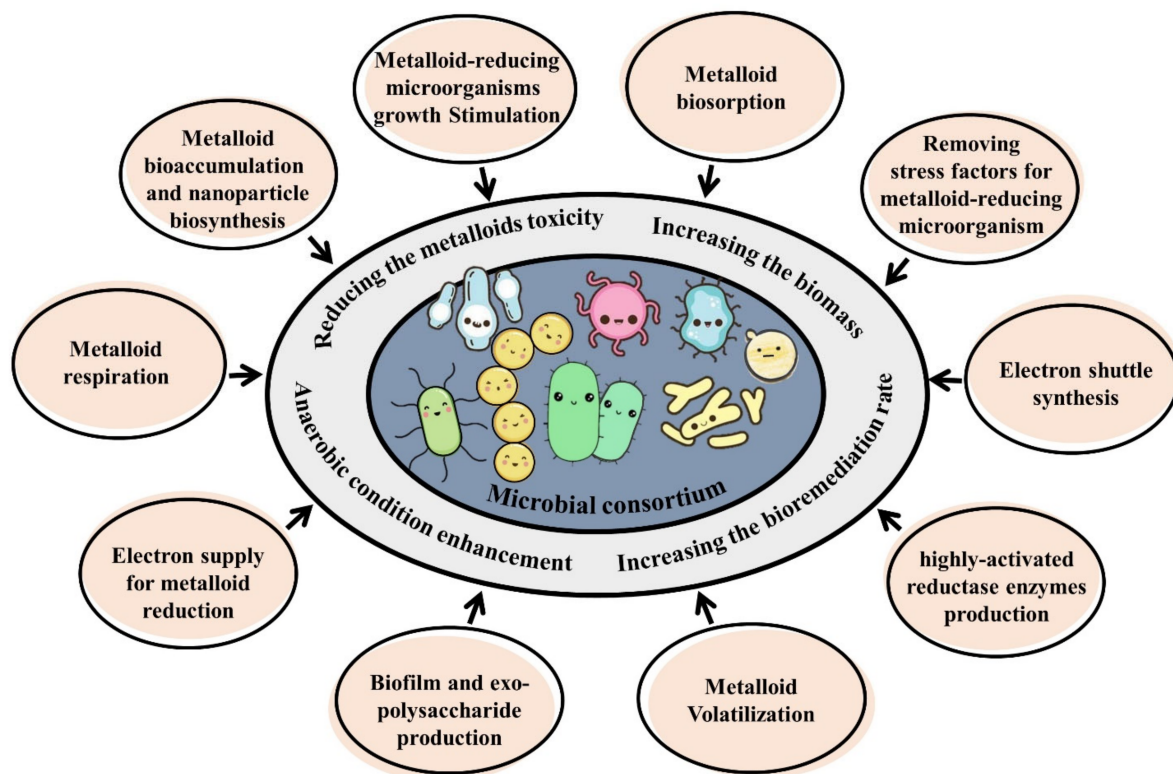 Metalloid-reducing
microorganisms
growth Stimulation
Metalloid
biosorption
Metalloid
bioaccumulation
and nanoparticle
biosynthesis
Removing
stress factors for
metalloid-reducing
microorganism
Reducing the metalloids toxicity
Increasing the biomass
Metalloid
respiration
Electron shuttle
synthesis
Microbial consortium
Anaerobic condition enhancement
Increasing the bioremediation rate
Electron supply
for metalloid
reduction
highly-activated
reductase enzymes
production
Biofilm and exo-
polysaccharide
production
Metalloid
Volatilization